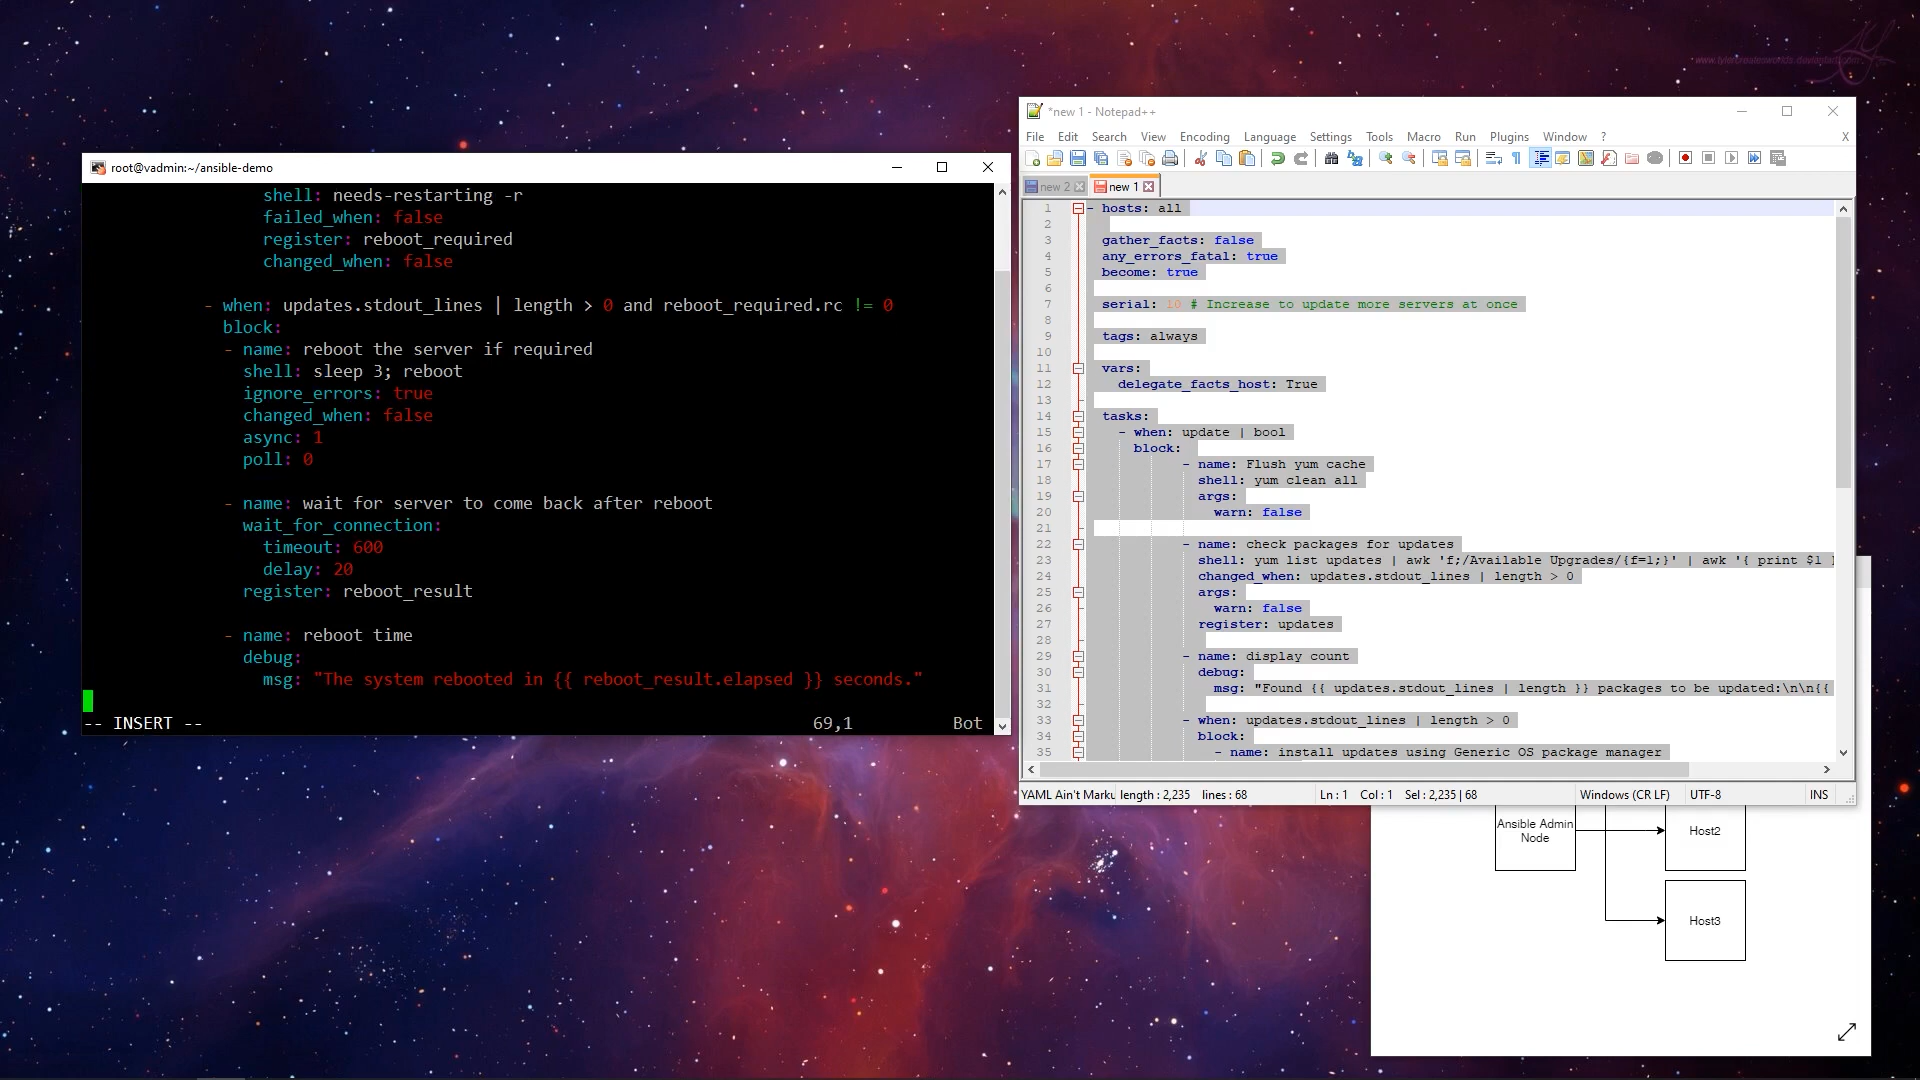 root@vadmin:~/ansible-demo
shell: needs-restarting -r
failed_when: false
register: reboot_required
changed_when: false
- when: updates.stdout_lines | length > 0 and reboot_required.rc != 0
block:
- name: reboot the server if required
shell: sleep 3; reboot
ignore_errors: true
changed_when: false
async: 1
poll: 0
- name: wait for server to come back after reboot
wait_for_connection:
timeout: 600
delay: 20
register: reboot_result
- name: reboot time
debug:
msg: "The system rebooted in {{ reboot_result.elapsed }} seconds."
-- INSERT -- 69,1 Bot
*new 1 - Notepad++
File Edit Search View Encoding Language Settings Tools Macro Run Plugins Window ? X
new 2 new 1
1 - hosts: all
2
3 gather_facts: false
4 any_errors_fatal: true
5 become: true
6
7 serial: 10 # Increase to update more servers at once
8
9 tags: always
10
11 vars:
12 delegate_facts_host: True
13
14 tasks:
15 - when: update | bool
16 block:
17 - name: Flush yum cache
18 shell: yum clean all
19 args:
20 warn: false
21
22 - name: check packages for updates
23 shell: yum list updates | awk 'f;/Available Upgrades/{f=1;}' | awk '{ print $1 }
24 changed_when: updates.stdout_lines | length > 0
25 args:
26 warn: false
27 register: updates
28
29 - name: display count
30 debug:
31 msg: "Found {{ updates.stdout_lines | length }} packages to be updated:\n\n{{
32
33 - when: updates.stdout_lines | length > 0
34 block:
35 - name: install updates using Generic OS package manager
YAML Ain't Marku length : 2,235 lines : 68 Ln : 1 Col : 1 Sel : 2,235 | 68 Windows (CR LF) UTF-8 INS
Ansible Admin
Node
Host2
Host3